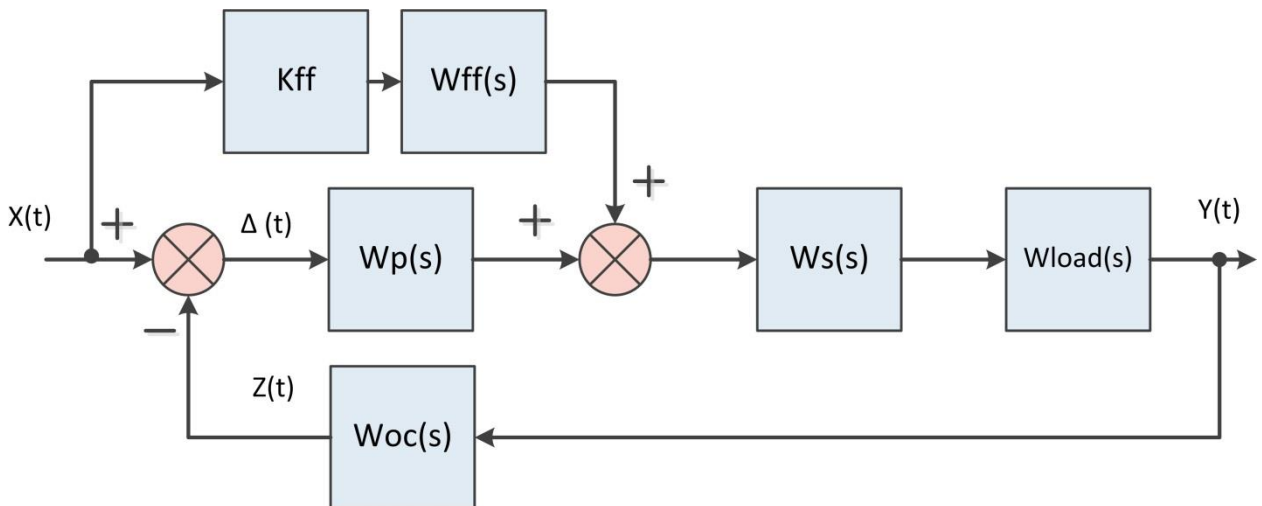 Kff
Wff(s)
X(t)
+
Δ (t)
Wp(s)
+
+
Ws(s)
Wload(s)
Y(t)
−
Z(t)
Woc(s)